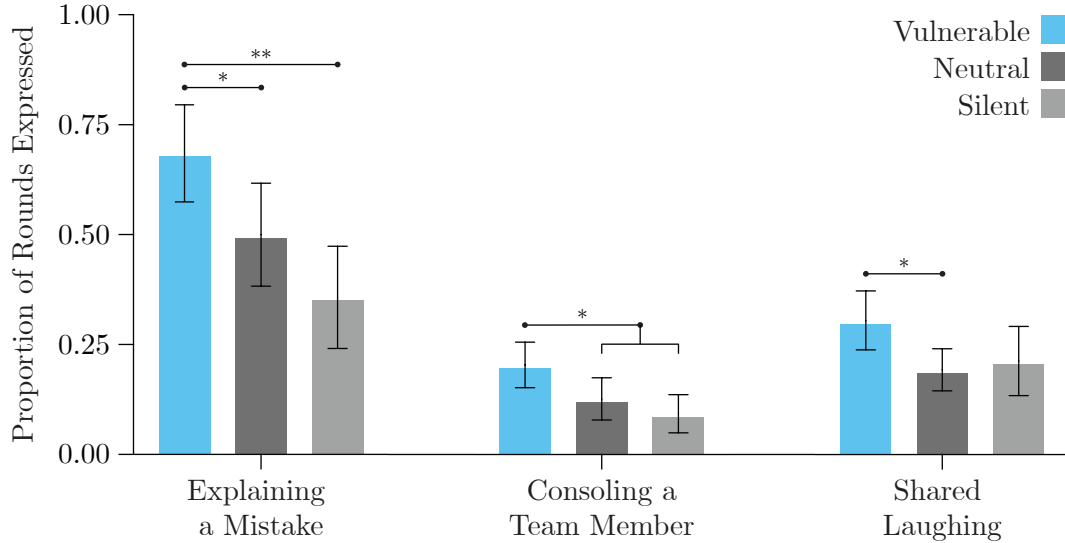 Proportion of Rounds Expressed
1.00
0.75
0.50
0.25
0.00
Vulnerable
Neutral
Silent
**
*
*
*
Explaining
a Mistake
Consoling a
Team Member
Shared
Laughing